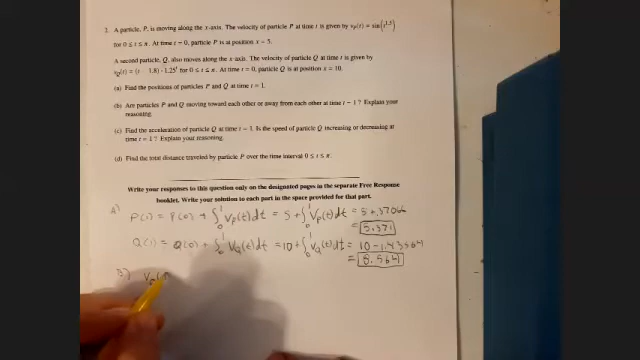 2. A particle, P, is moving along the x-axis. The velocity of particle P at time t is given by vP(t) = sin(t^1.5)
for 0 ≤ t ≤ π. At time t = 0, particle P is at position x = 5.
A second particle, Q, also moves along the x-axis. The velocity of particle Q at time t is given by
vQ(t) = (t − 1.8) · 1.25^t for 0 ≤ t ≤ π. At time t = 0, particle Q is at position x = 10.
(a) Find the positions of particles P and Q at time t = 1.
(b) Are particles P and Q moving toward each other or away from each other at time t = 1 ? Explain your
reasoning.
(c) Find the acceleration of particle Q at time t = 1. Is the speed of particle Q increasing or decreasing at
time t = 1 ? Explain your reasoning.
(d) Find the total distance traveled by particle P over the time interval 0 ≤ t ≤ π.
Write your responses to this question only on the designated pages in the separate Free Response
booklet. Write your solution to each part in the space provided for that part.
A) P(1) = P(0) + ∫₀¹ Vp(t)dt = 5 + ∫₀¹ Vp(t)dt = 5 + .37066
= 5.371
Q(1) = Q(0) + ∫₀¹ VQ(t)dt = 10 + ∫₀¹ VQ(t)dt = 10 - 1.43564
= 8.564
B)